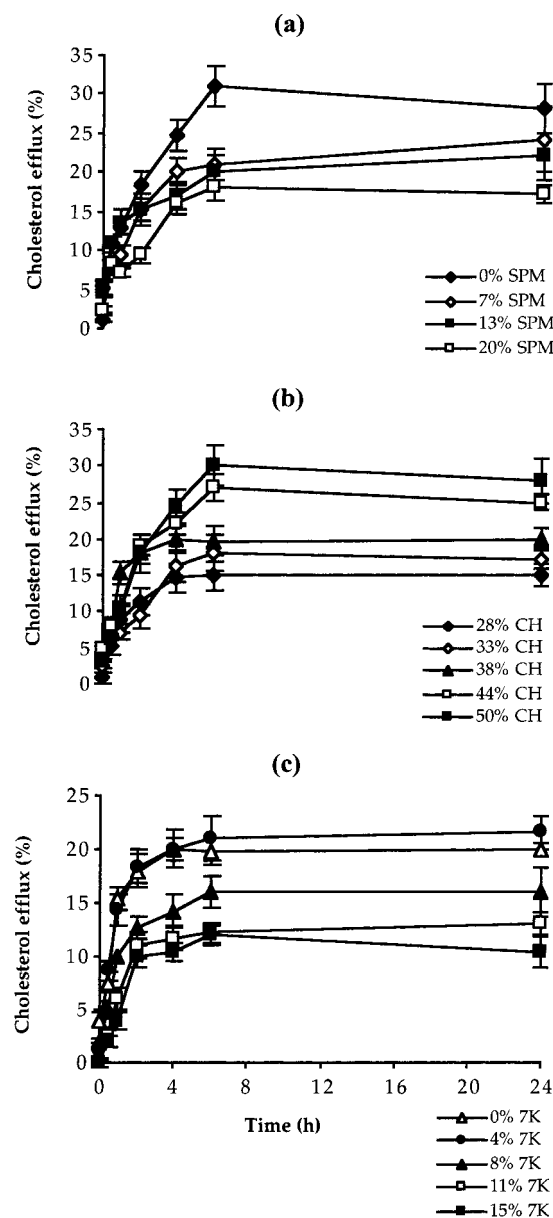 (a)
Cholesterol efflux (%)
35
30
25
20
15
10
5
0
0% SPM
7% SPM
13% SPM
20% SPM
(b)
Cholesterol efflux (%)
35
30
25
20
15
10
5
0
28% CH
33% CH
38% CH
44% CH
50% CH
(c)
Cholesterol efflux (%)
25
20
15
10
5
0
0 4 8 12 16 20 24
Time (h)
0% 7K
4% 7K
8% 7K
11% 7K
15% 7K